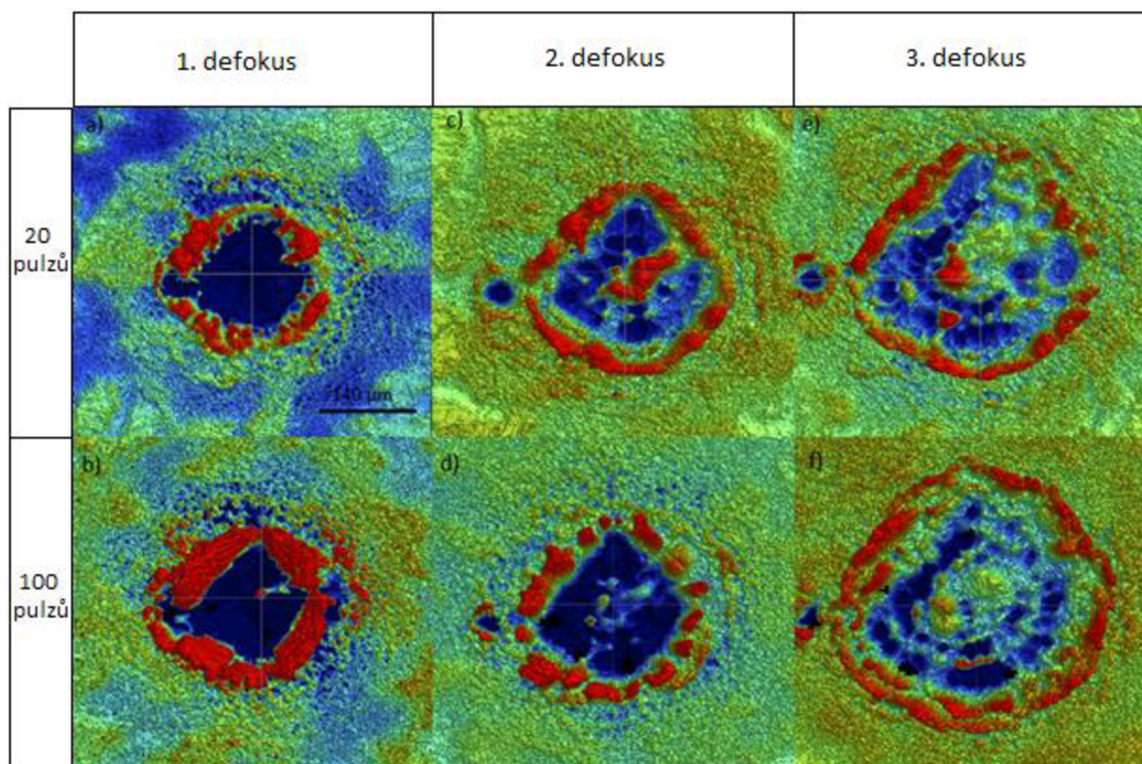 1. defokus
2. defokus
3. defokus
20
pulzů
a)
c)
e)
140 µm
100
pulzů
b)
d)
f)